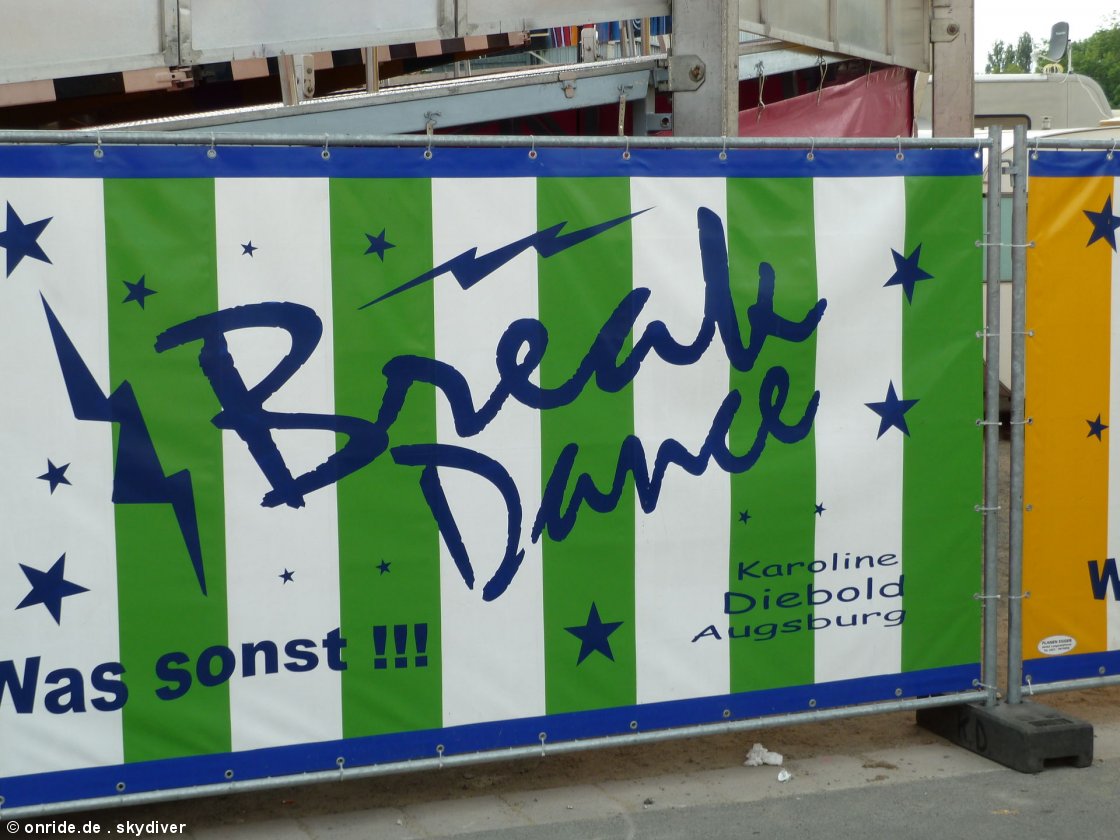 Break
Dance
Karoline
Diebold
Augsburg
Was sonst !!!
W
R.D
© onride.de . skydiver